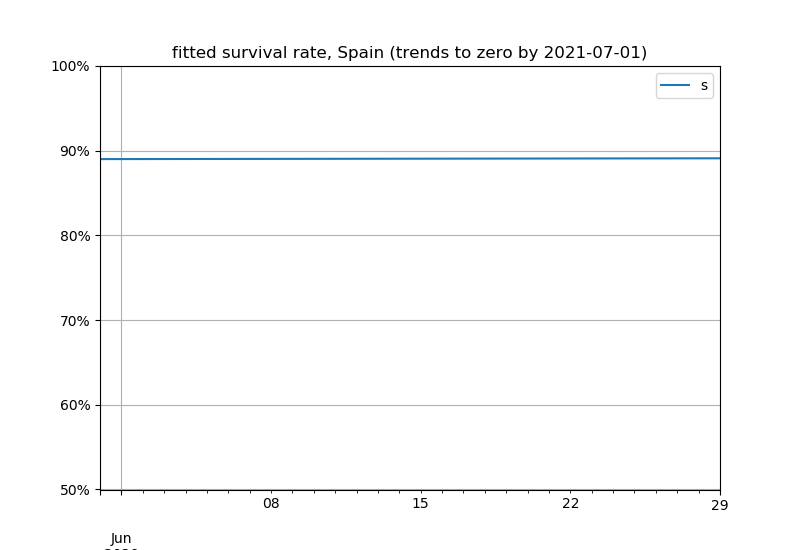 fitted survival rate, Spain (trends to zero by 2021-07-01)
100%
s
90%
80%
70%
60%
50%
08 15 22 29
Jun